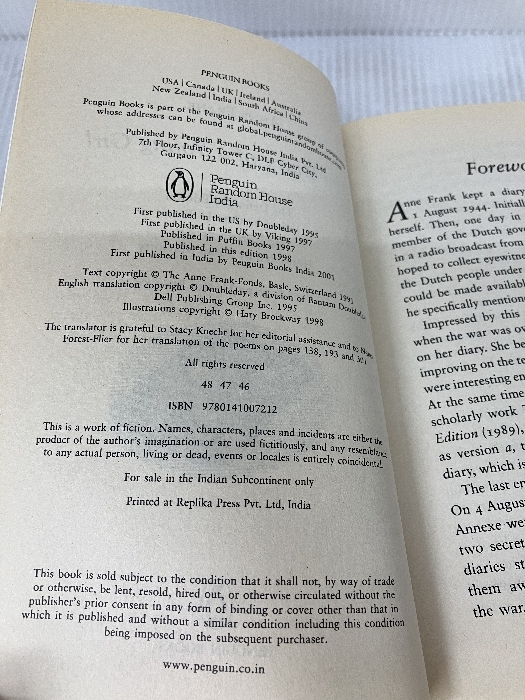 PENGUIN BOOKS
USA | Canada | UK | Ireland | Australia
New Zealand | India | South Africa | China
Penguin Books is part of the Penguin Random House group of companies
whose addresses can be found at global.penguinrandomhouse.com
Published by Penguin Random House India Pvt. Ltd
7th Floor, Infinity Tower C, DLF Cyber City,
Gurgaon 122 002, Haryana, India
Penguin
Random House
India
First published in the US by Doubleday 1995
First published in the UK by Viking 1997
Published in Puffin Books 1997
Published in this edition 1998
First published in India by Penguin Books India 2001
Text copyright © The Anne Frank-Fonds, Basle, Switzerland 1991
English translation copyright © Doubleday, a division of Bantam Doubleday
Dell Publishing Group Inc. 1995
Illustrations copyright © Harry Brockway 1998
The translator is grateful to Stacy Knecht for her editorial assistance and to
Forest-Flier for her translation of the poems on pages 138, 193 and
All rights reserved
48 47 46
ISBN 9780141007212
This is a work of fiction. Names, characters, places and incidents are either the
product of the author's imagination or are used fictitiously, and any resemblance
to any actual person, living or dead, events or locales is entirely coincidental
For sale in the Indian Subcontinent only
Printed at Replika Press Pvt. Ltd, India
This book is sold subject to the condition that it shall not, by way of trade
or otherwise, be lent, resold, hired out, or otherwise circulated without the
publisher's prior consent in any form of binding or cover other than that in
which it is published and without a similar condition including this condition
being imposed on the subsequent purchaser.
www.penguin.co.in
Forewo
Anne Frank kept a diary
1 August 1944. Initiall
herself. Then, one day in
member of the Dutch gov
in a radio broadcast from
hoped to collect eyewitne
the Dutch people under
could be made availabl
he specifically mention
Impressed by this
when the war was ov
on her diary. She be
improving on the te
were interesting en
At the same time
scholarly work
Edition (1989),
as version a, t
diary, which is
The last en
On 4 Augus
Annexe we
two secret
diaries st
them aw
the war.